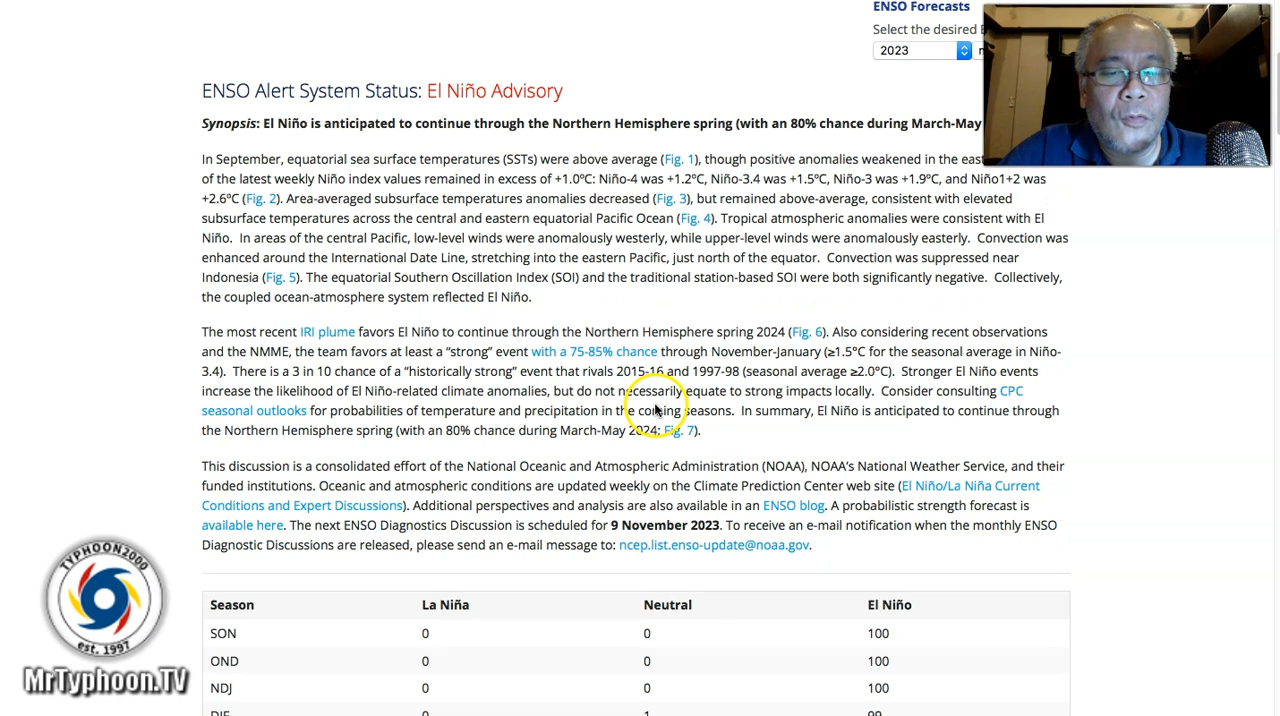 ENSO Forecasts
Select the desired
2023
ENSO Alert System Status: El Niño Advisory
Synopsis: El Niño is anticipated to continue through the Northern Hemisphere spring (with an 80% chance during March-May
In September, equatorial sea surface temperatures (SSTs) were above average (Fig. 1), though positive anomalies weakened in the
of the latest weekly Niño index values remained in excess of +1.0ºC: Niño-4 was +1.2ºC, Niño-3.4 was +1.5ºC, Niño-3 was +1.9ºC, and Niño1+2 was
+2.6ºC (Fig. 2). Area-averaged subsurface temperatures anomalies decreased (Fig. 3), but remained above-average, consistent with elevated
subsurface temperatures across the central and eastern equatorial Pacific Ocean (Fig. 4). Tropical atmospheric anomalies were consistent with El
Niño.  In areas of the central Pacific, low-level winds were anomalously westerly, while upper-level winds were anomalously easterly.  Convection was
enhanced around the International Date Line, stretching into the eastern Pacific, just north of the equator.  Convection was suppressed near
Indonesia (Fig. 5). The equatorial Southern Oscillation Index (SOI) and the traditional station-based SOI were both significantly negative.  Collectively,
the coupled ocean-atmosphere system reflected El Niño.
The most recent IRI plume favors El Niño to continue through the Northern Hemisphere spring 2024 (Fig. 6). Also considering recent observations
and the NMME, the team favors at least a “strong” event with a 75-85% chance through November-January (≥1.5°C for the seasonal average in Niño-
3.4). There is a 3 in 10 chance of a “historically strong” event that rivals 2015-16 and 1997-98 (seasonal average ≥2.0°C).  Stronger El Niño events
increase the likelihood of El Niño-related climate anomalies, but do not necessarily equate to strong impacts locally.  Consider consulting CPC
seasonal outlooks for probabilities of temperature and precipitation in the coming seasons.  In summary, El Niño is anticipated to continue through
the Northern Hemisphere spring (with an 80% chance during March-May 2024; Fig. 7).
This discussion is a consolidated effort of the National Oceanic and Atmospheric Administration (NOAA), NOAA’s National Weather Service, and their
funded institutions. Oceanic and atmospheric conditions are updated weekly on the Climate Prediction Center web site (El Niño/La Niña Current
Conditions and Expert Discussions). Additional perspectives and analysis are also available in an ENSO blog. A probabilistic strength forecast is
available here. The next ENSO Diagnostics Discussion is scheduled for 9 November 2023. To receive an e-mail notification when the monthly ENSO
Diagnostic Discussions are released, please send an e-mail message to: ncep.list.enso-update@noaa.gov.
Season La Niña Neutral El Niño
SON 0 0 100
OND 0 0 100
NDJ 0 0 100
DJF 0 1 99
TYPHOON2000
est. 1997
MrTyphoon.TV